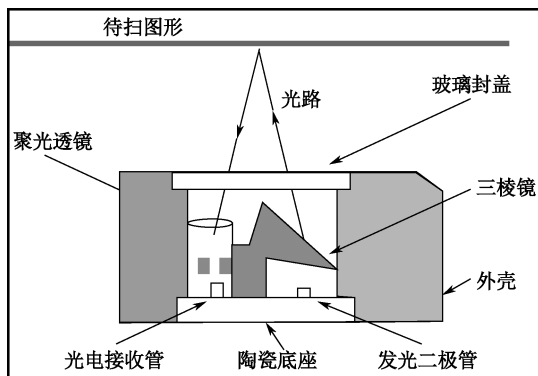 待扫图形
光路
玻璃封盖
聚光透镜
三棱镜
外壳
光电接收管
陶瓷底座
发光二极管